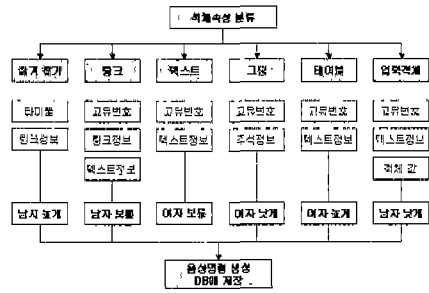 객체속성 분류
링크
텍스트
그림
테이블
입력객체
타이틀
고유번호
고유번호
고유번호
고유번호
고유번호
링크정보
링크정보
텍스트정보
주석정보
텍스트정보
텍스트정보
텍스트정보
객체 값
남자 높게
남자 보통
여자 보통
여자 낮게
여자 높게
남자 낮게
음성명령 생성
DB에 저장